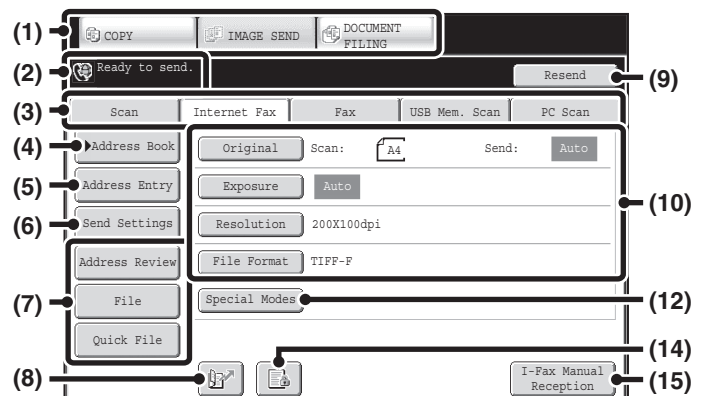 (1) COPY IMAGE SEND DOCUMENT FILING
(2) Ready to send. Resend (9)
(3) Scan Internet Fax Fax USB Mem. Scan PC Scan
(4) Address Book Original Scan: A4 Send: Auto
(5) Address Entry Exposure Auto (10)
(6) Send Settings Resolution 200X100dpi
Address Review File Format TIFF-F
(7) File Special Modes (12)
Quick File
(14)
(8) I-Fax Manual Reception (15)